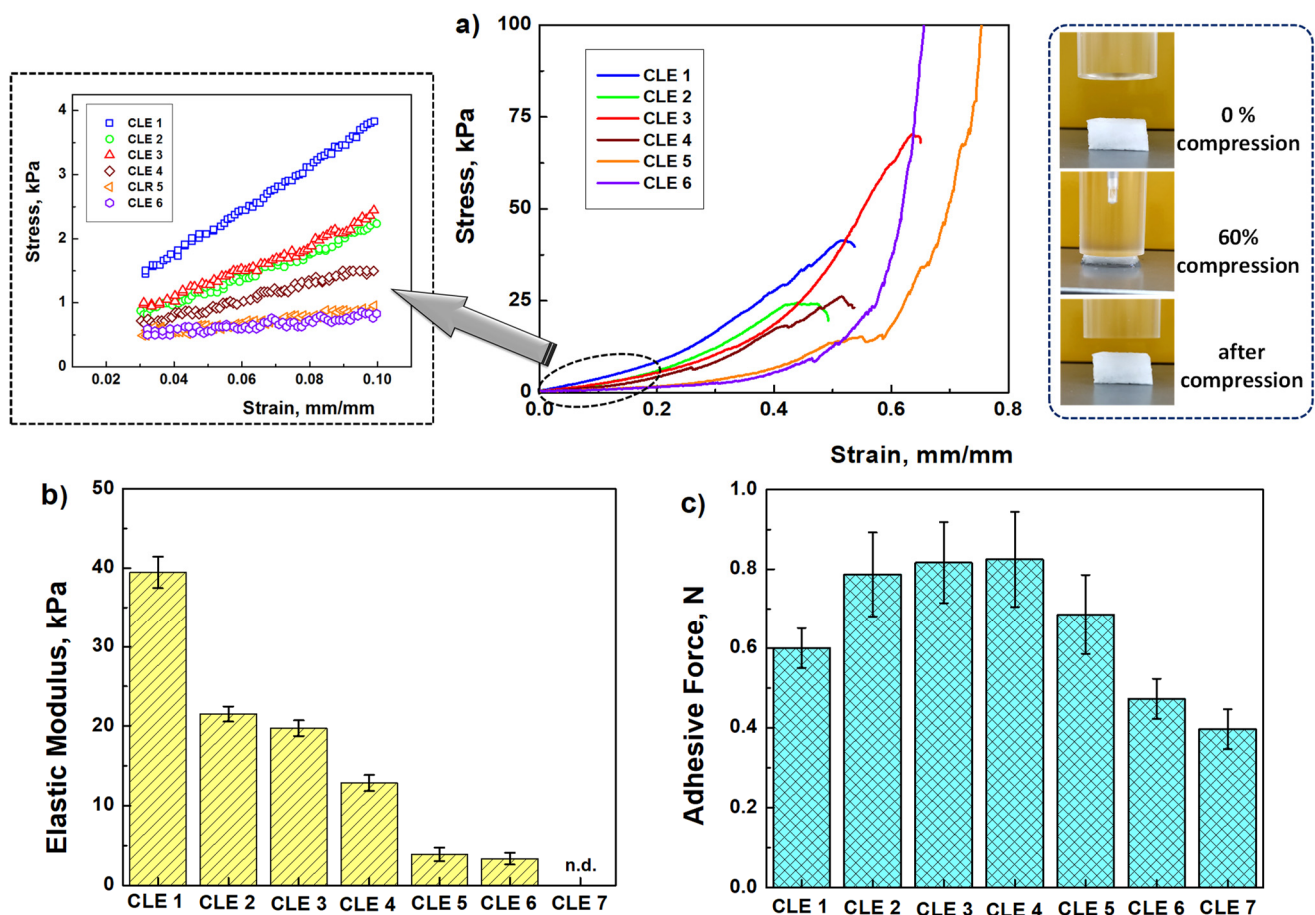 a)
100
75
50
25
0
Stress, kPa
CLE 1
CLE 2
CLE 3
CLE 4
CLE 5
CLE 6
0.0
0.2
0.4
0.6
0.8
Strain, mm/mm
4
3
2
1
0
Stress, kPa
CLE 1
CLE 2
CLE 3
CLE 4
CLR 5
CLE 6
0.02
0.04
0.06
0.08
0.10
Strain, mm/mm
0 %
compression
60%
compression
after
compression
b)
50
40
30
20
10
0
Elastic Modulus, kPa
n.d.
CLE 1
CLE 2
CLE 3
CLE 4
CLE 5
CLE 6
CLE 7
c)
1.0
0.8
0.6
0.4
0.2
0.0
Adhesive Force, N
CLE 1
CLE 2
CLE 3
CLE 4
CLE 5
CLE 6
CLE 7